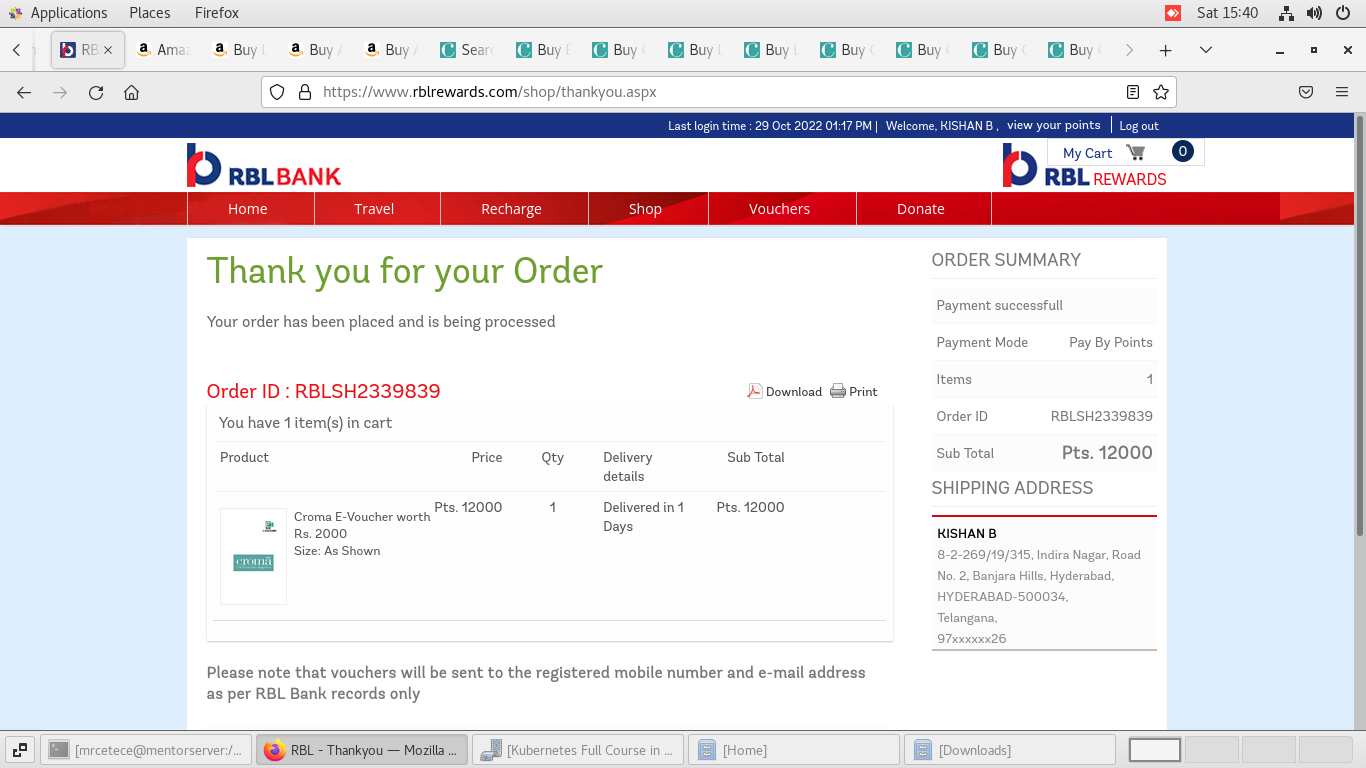 Applications Places Firefox Sat 15:40
RB Amaz Buy Buy Buy Sear Buy Buy Buy Buy Buy Buy Buy Buy
https://www.rblrewards.com/shop/thankyou.aspx
Last login time : 29 Oct 2022 01:17 PM | Welcome, KISHAN B , view your points Log out
My Cart 0
RBL BANK
RBL REWARDS
Home Travel Recharge Shop Vouchers Donate
Thank you for your Order
Your order has been placed and is being processed
Order ID : RBLSH2339839
Download Print
You have 1 item(s) in cart
Product Price Qty Delivery details Sub Total
Croma E-Voucher worth Pts. 12000 1 Delivered in 1 Pts. 12000
Rs. 2000 Days
Size: As Shown
croma
Please note that vouchers will be sent to the registered mobile number and e-mail address
as per RBL Bank records only
ORDER SUMMARY
Payment successfull
Payment Mode Pay By Points
Items 1
Order ID RBLSH2339839
Sub Total Pts. 12000
SHIPPING ADDRESS
KISHAN B
8-2-269/19/315, Indira Nagar, Road
No. 2, Banjara Hills, Hyderabad,
HYDERABAD-500034,
Telangana,
97xxxxxx26
[mrcetece@mentorserver:/... RBL - Thankyou — Mozilla ... [Kubernetes Full Course in ... [Home] [Downloads]